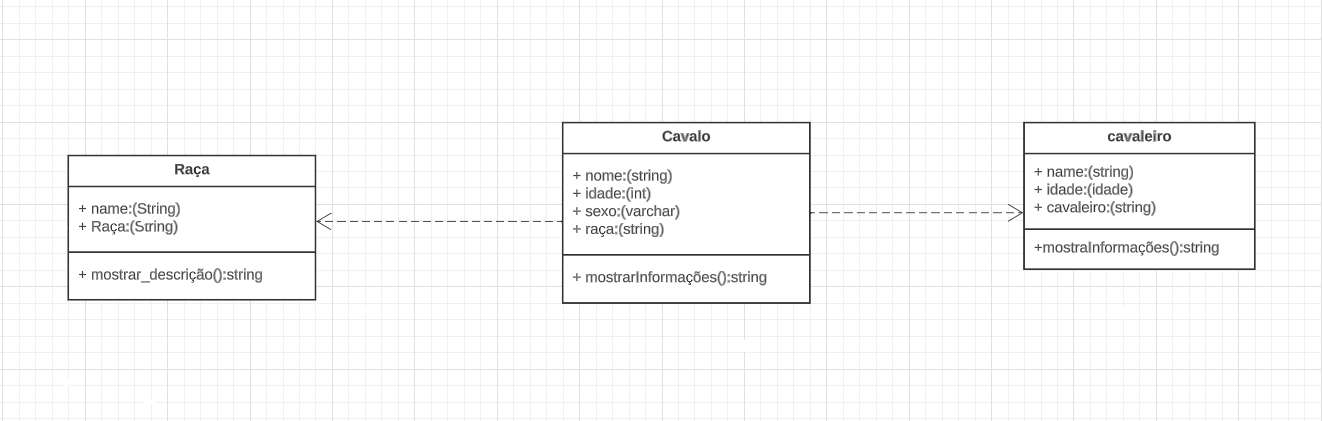 Raça
+ name:(String)
+ Raça:(String)
+ mostrar_descrição():string
Cavalo
+ nome:(string)
+ idade:(int)
+ sexo:(varchar)
+ raça:(string)
+ mostrarInformações():string
cavaleiro
+ name:(string)
+ idade:(idade)
+ cavaleiro:(string)
+mostraInformações():string